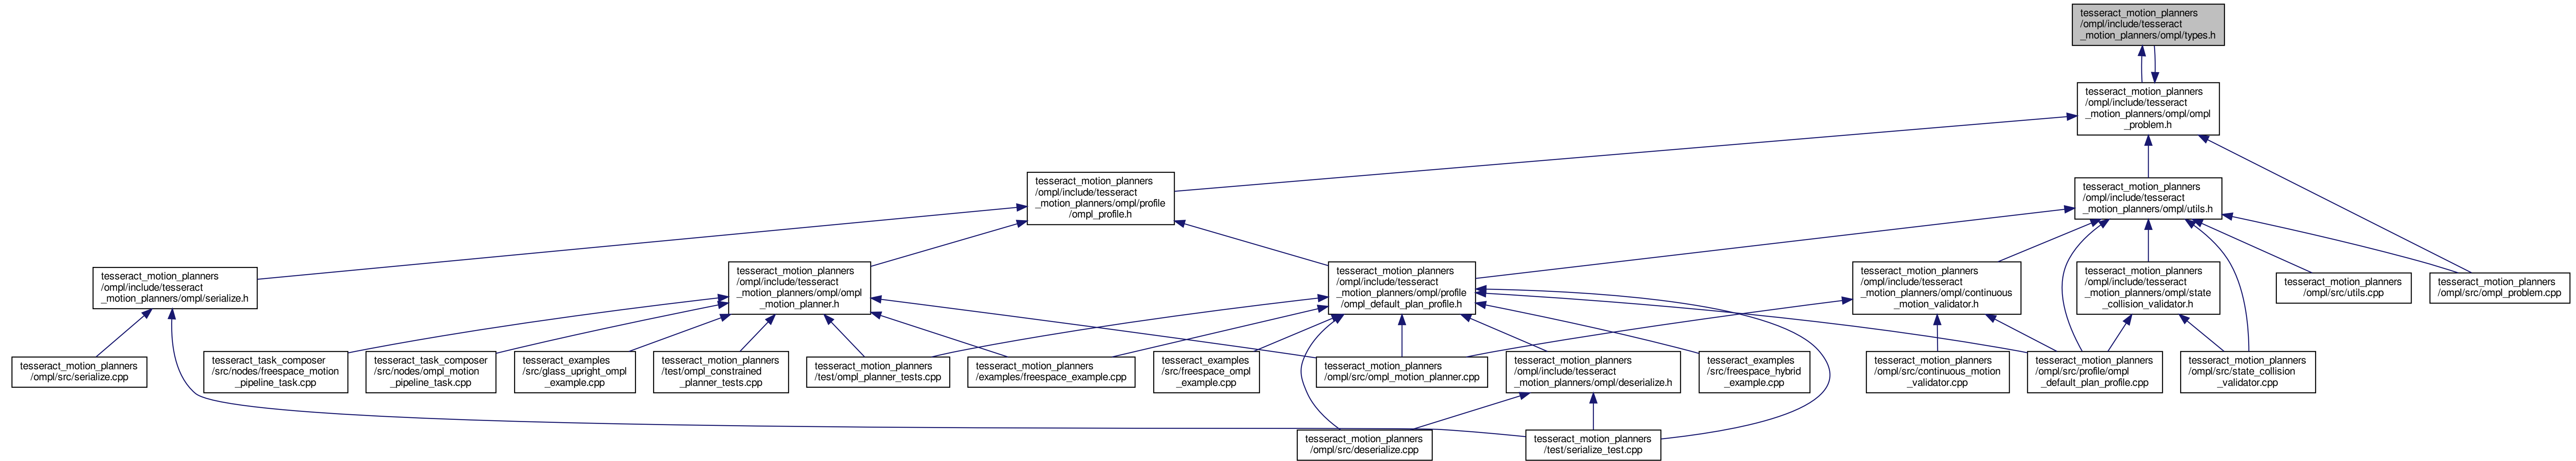 tesseract_motion_planners
/ompl/include/tesseract
_motion_planners/ompl/types.h
tesseract_motion_planners
/ompl/include/tesseract
_motion_planners/ompl/ompl
_problem.h
tesseract_motion_planners
/ompl/include/tesseract
_motion_planners/ompl/profile
/ompl_profile.h
tesseract_motion_planners
/ompl/include/tesseract
_motion_planners/ompl/utils.h
tesseract_motion_planners
/ompl/include/tesseract
_motion_planners/ompl/serialize.h
tesseract_motion_planners
/ompl/include/tesseract
_motion_planners/ompl/ompl
_motion_planner.h
tesseract_motion_planners
/ompl/include/tesseract
_motion_planners/ompl/profile
/ompl_default_plan_profile.h
tesseract_motion_planners
/ompl/include/tesseract
_motion_planners/ompl/continuous
_motion_validator.h
tesseract_motion_planners
/ompl/include/tesseract
_motion_planners/ompl/state
_collision_validator.h
tesseract_motion_planners
/ompl/src/utils.cpp
tesseract_motion_planners
/ompl/src/ompl_problem.cpp
tesseract_motion_planners
/ompl/src/serialize.cpp
tesseract_task_composer
/src/nodes/freespace_motion
_pipeline_task.cpp
tesseract_task_composer
/src/nodes/ompl_motion
_pipeline_task.cpp
tesseract_examples
/src/glass_upright_ompl
_example.cpp
tesseract_motion_planners
/test/ompl_constrained
_planner_tests.cpp
tesseract_motion_planners
/test/ompl_planner_tests.cpp
tesseract_motion_planners
/examples/freespace_example.cpp
tesseract_examples
/src/freespace_ompl
_example.cpp
tesseract_motion_planners
/ompl/src/ompl_motion_planner.cpp
tesseract_motion_planners
/ompl/include/tesseract
_motion_planners/ompl/deserialize.h
tesseract_examples
/src/freespace_hybrid
_example.cpp
tesseract_motion_planners
/ompl/src/continuous_motion
_validator.cpp
tesseract_motion_planners
/ompl/src/profile/ompl
_default_plan_profile.cpp
tesseract_motion_planners
/ompl/src/state_collision
_validator.cpp
tesseract_motion_planners
/ompl/src/deserialize.cpp
tesseract_motion_planners
/test/serialize_test.cpp